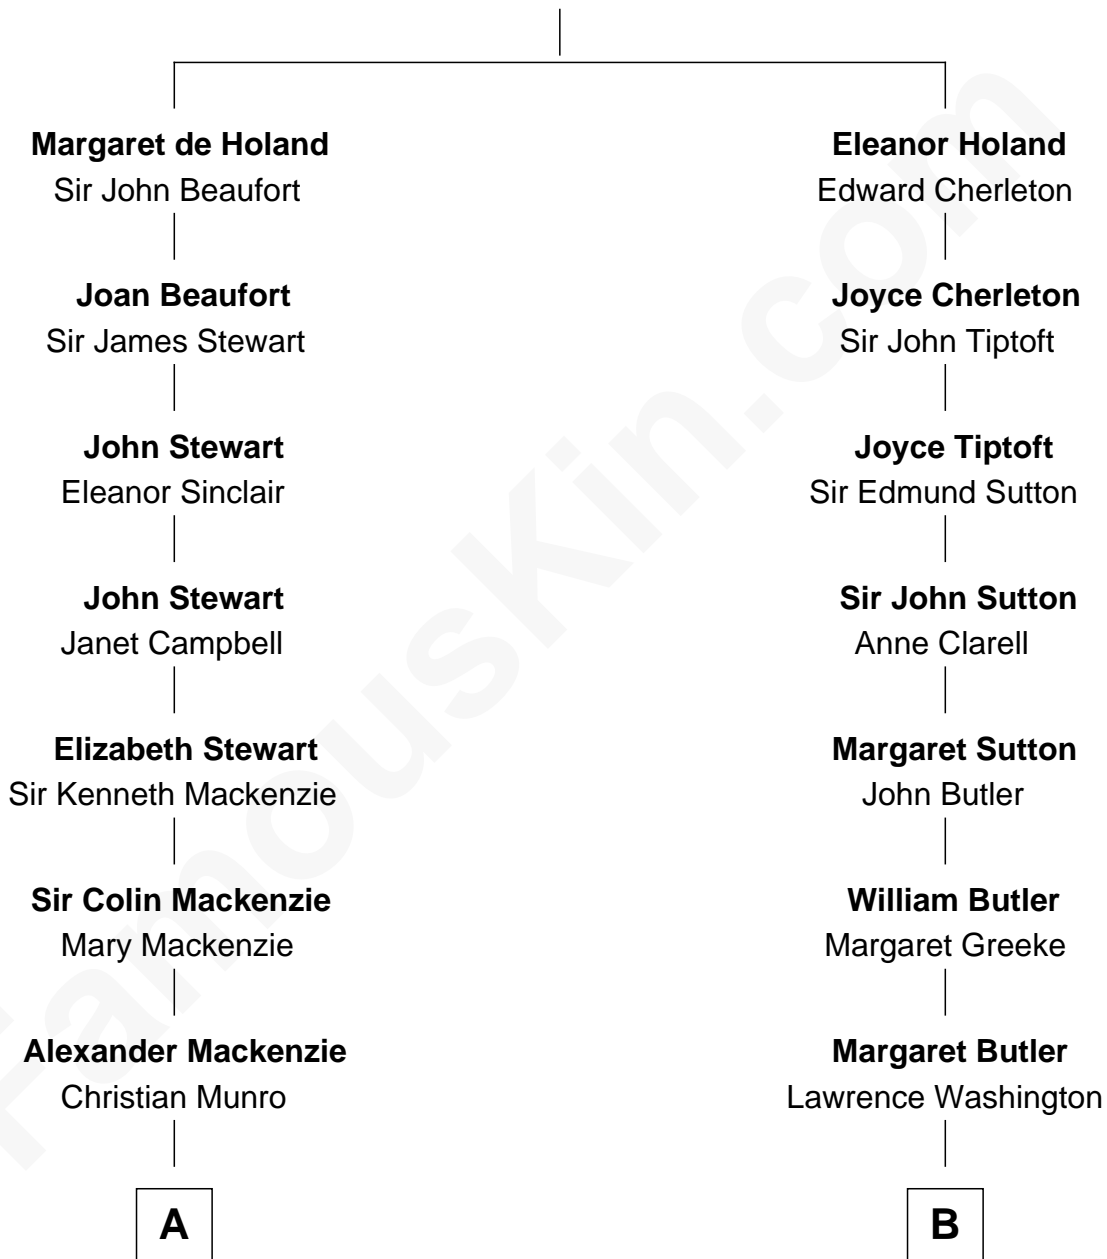 Margaret de Holand
Sir John Beaufort
Joan Beaufort
Sir James Stewart
John Stewart
Eleanor Sinclair
John Stewart
Janet Campbell
Elizabeth Stewart
Sir Kenneth Mackenzie
Sir Colin Mackenzie
Mary Mackenzie
Alexander Mackenzie
Christian Munro
A
Eleanor Holand
Edward Cherleton
Joyce Cherleton
Sir John Tiptoft
Joyce Tiptoft
Sir Edmund Sutton
Sir John Sutton
Anne Clarell
Margaret Sutton
John Butler
William Butler
Margaret Greeke
Margaret Butler
Lawrence Washington
B
FamousKin.com